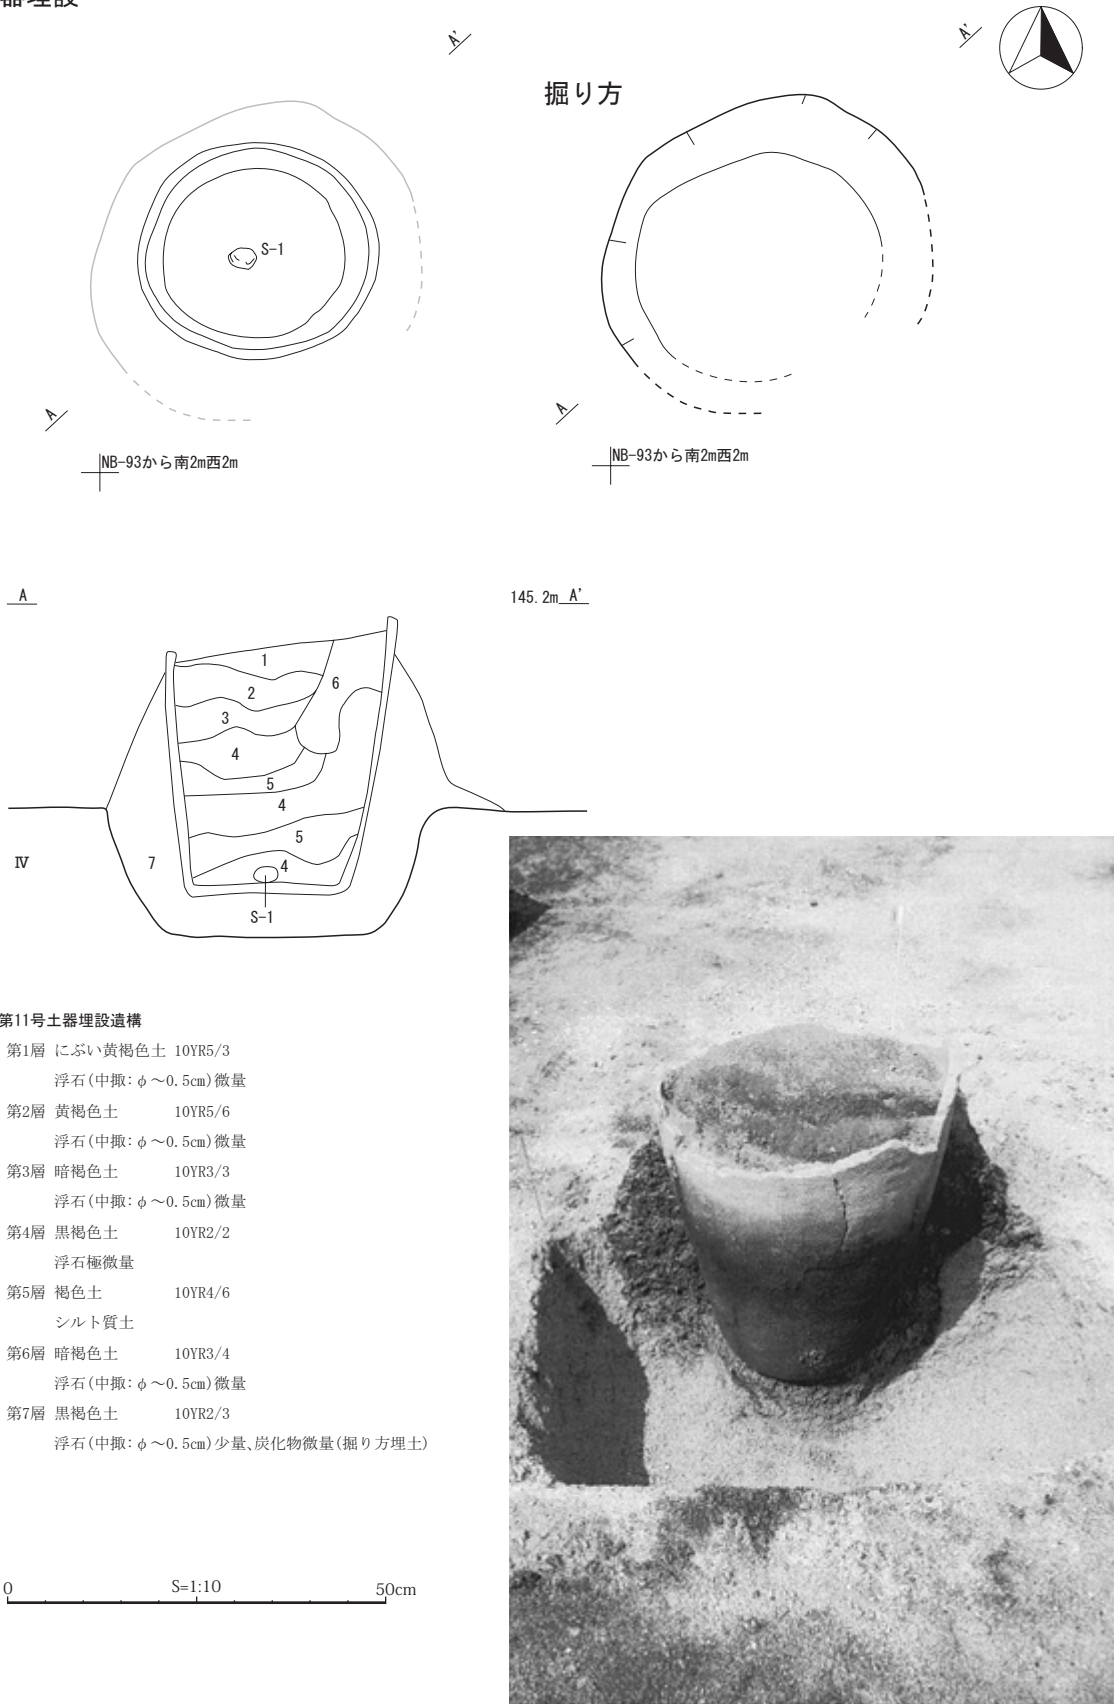 器埋設
A'
A'
掘り方
S-1
A
A
NB-93から南2m西2m
NB-93から南2m西2m
A
145.2m A'
1
6
2
3
4
5
4
5
Ⅳ
7
4
S-1
第11号土器埋設遺構
第1層 にぶい黄褐色土 10YR5/3
浮石(中掫:φ～0.5cm)微量
第2層 黄褐色土 10YR5/6
浮石(中掫:φ～0.5cm)微量
第3層 暗褐色土 10YR3/3
浮石(中掫:φ～0.5cm)微量
第4層 黒褐色土 10YR2/2
浮石極微量
第5層 褐色土 10YR4/6
シルト質土
第6層 暗褐色土 10YR3/4
浮石(中掫:φ～0.5cm)微量
第7層 黒褐色土 10YR2/3
浮石(中掫:φ～0.5cm)少量、炭化物微量(掘り方埋土)
0 S=1:10 50cm